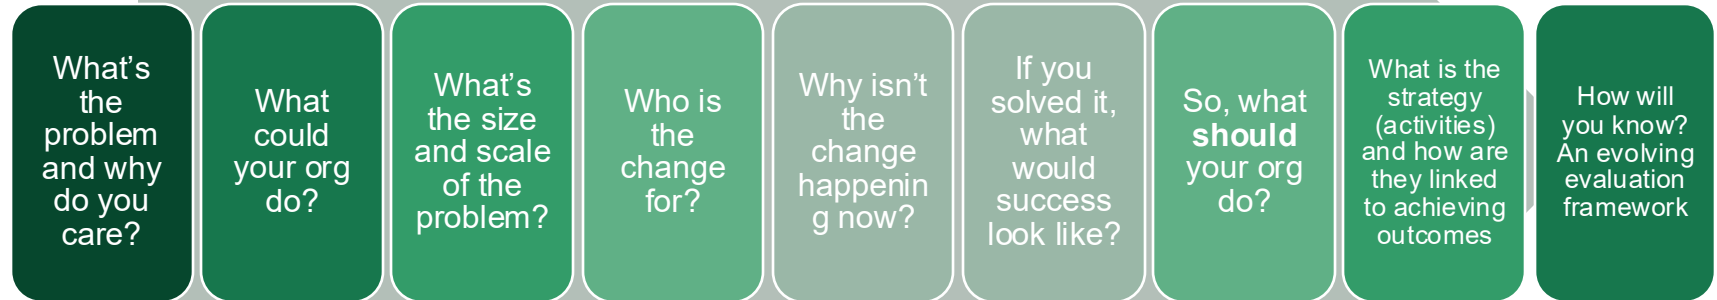 What's
the
problem
and why
do you
care?
What
could
your org
do?
What's
the size
and scale
of the
problem?
Who is
the
change
for?
Why isn't
the
change
happenin
g now?
If you
solved it,
what
would
success
look like?
So, what
should
your org
do?
What is the
strategy
(activities)
and how are
they linked
to achieving
outcomes
How will
you know?
An evolving
evaluation
framework